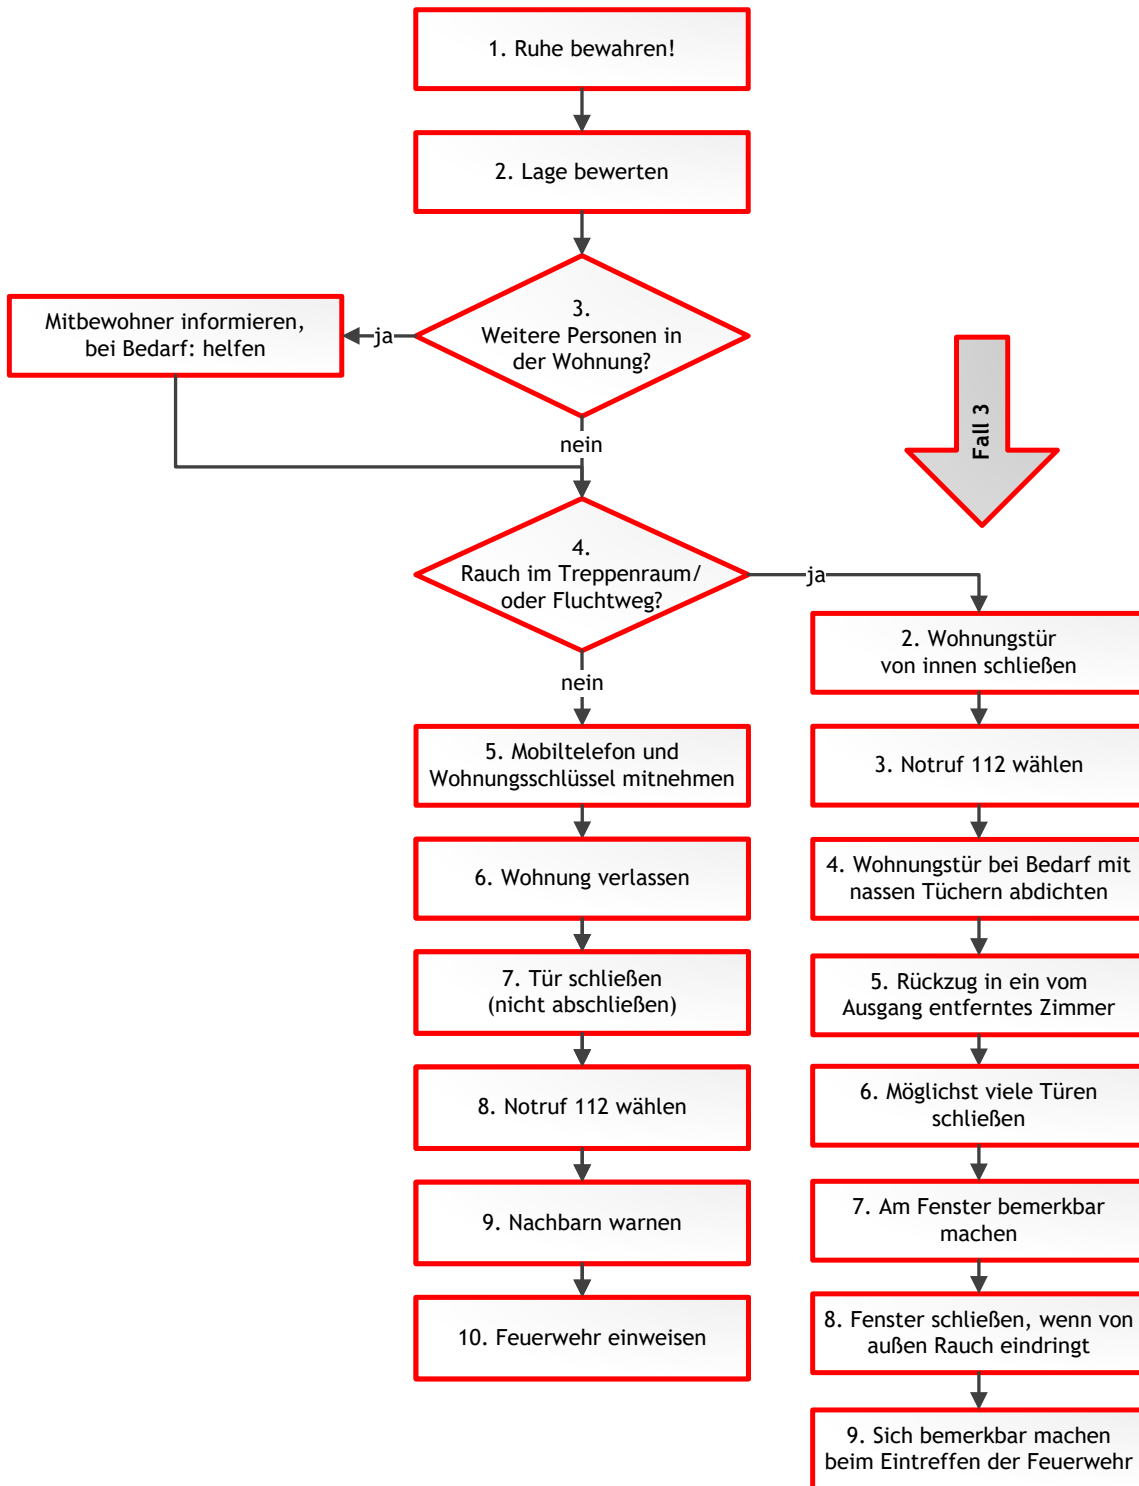 1. Ruhe bewahren!
2. Lage bewerten
3.
Weitere Personen in
der Wohnung?
ja
Mitbewohner informieren,
bei Bedarf: helfen
nein
Fall 3
4.
Rauch im Treppenraum/
oder Fluchtweg?
ja
nein
5. Mobiltelefon und
Wohnungsschlüssel mitnehmen
6. Wohnung verlassen
7. Tür schließen
(nicht abschließen)
8. Notruf 112 wählen
9. Nachbarn warnen
10. Feuerwehr einweisen
2. Wohnungstür
von innen schließen
3. Notruf 112 wählen
4. Wohnungstür bei Bedarf mit
nassen Tüchern abdichten
5. Rückzug in ein vom
Ausgang entferntes Zimmer
6. Möglichst viele Türen
schließen
7. Am Fenster bemerkbar
machen
8. Fenster schließen, wenn von
außen Rauch eindringt
9. Sich bemerkbar machen
beim Eintreffen der Feuerwehr